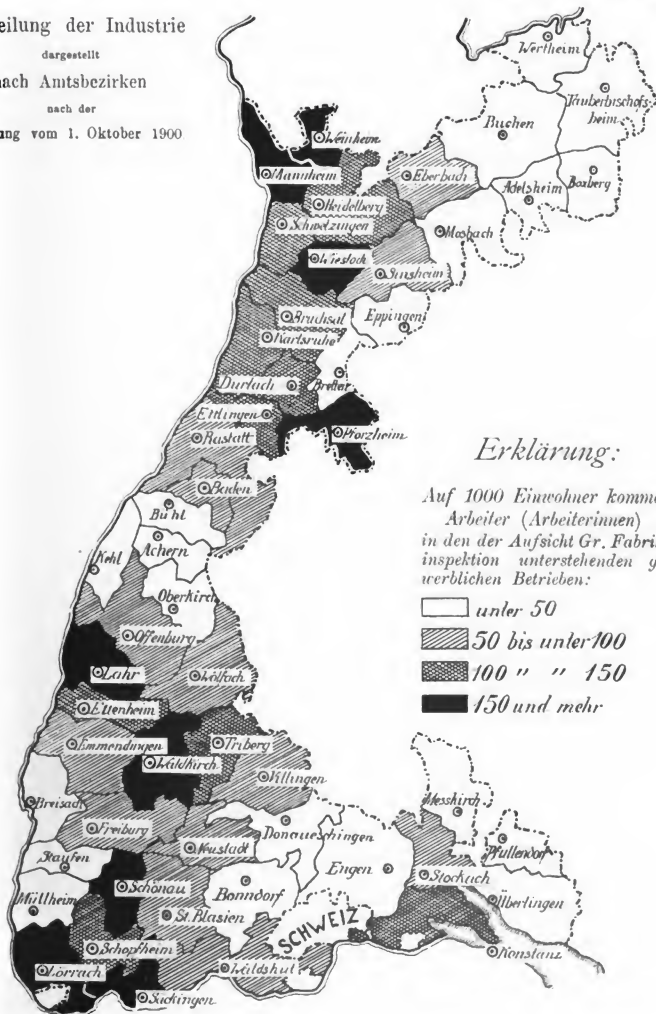 eilung der Industrie
dargestellt
nach Amtsbezirken
nach der
ung vom 1. Oktober 1900
Wertheim
Tauberbischofs-
heim
Buchen
Weinheim
Mannheim
Eberbach
Adelsheim
Boxberg
Heidelberg
Schwetzingen
Mosbach
Wiesloch
Sinsheim
Bruchsal
Eppingen
Karlsruhe
Durlach
Bretten
Ettlingen
Rastatt
Pforzheim
Baden
Bühl
Achern
Kehl
Oberkirch
Offenburg
Lahr
Wolfach
Ettenheim
Emmendingen
Triberg
Waldkirch
Villingen
Breisach
Messkirch
Freiburg
Donaueschingen
Neustadt
Pfullendorf
Staufen
Engen
Stockach
Schönau
Bonndorf
Müllheim
Überlingen
St. Blasien
SCHWEIZ
Schopfheim
Konstanz
Lörrach
Waldshut
Säckingen
Erklärung:
Auf 1000 Einwohner komme
Arbeiter (Arbeiterinnen)
in den der Aufsicht Gr. Fabri
inspektion unterstehenden g
werblichen Betrieben:
unter 50
50 bis unter 100
100 " " 150
150 und mehr